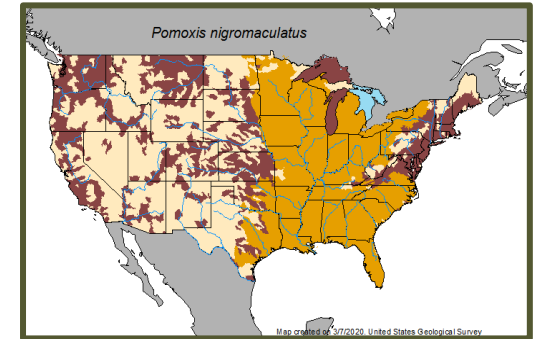 Pomoxis nigromaculatus
Map created on 3/7/2020. United States Geological Survey